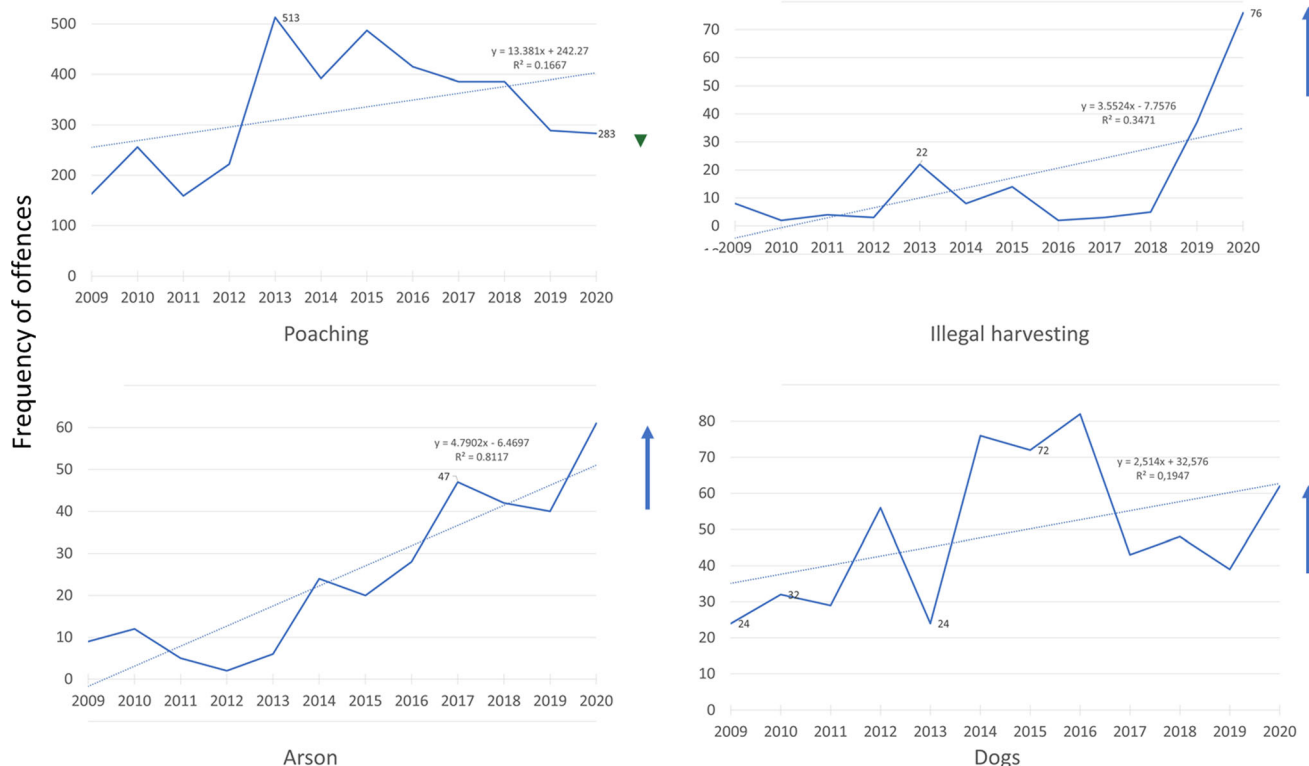 Frequency of offences
500
400
300
200
100
0
513
283
y = 13.381x + 242.27
R² = 0.1667
2009 2010 2011 2012 2013 2014 2015 2016 2017 2018 2019 2020
Poaching
70
60
50
40
30
20
10
0
76
22
y = 3.5524x - 7.7576
R² = 0.3471
2009 2010 2011 2012 2013 2014 2015 2016 2017 2018 2019 2020
Illegal harvesting
60
50
40
30
20
10
0
47
y = 4.7902x - 6.4697
R² = 0.8117
2009 2010 2011 2012 2013 2014 2015 2016 2017 2018 2019 2020
Arson
80
70
60
50
40
30
20
10
0
24
32
24
72
y = 2,514x + 32,576
R² = 0,1947
2009 2010 2011 2012 2013 2014 2015 2016 2017 2018 2019 2020
Dogs